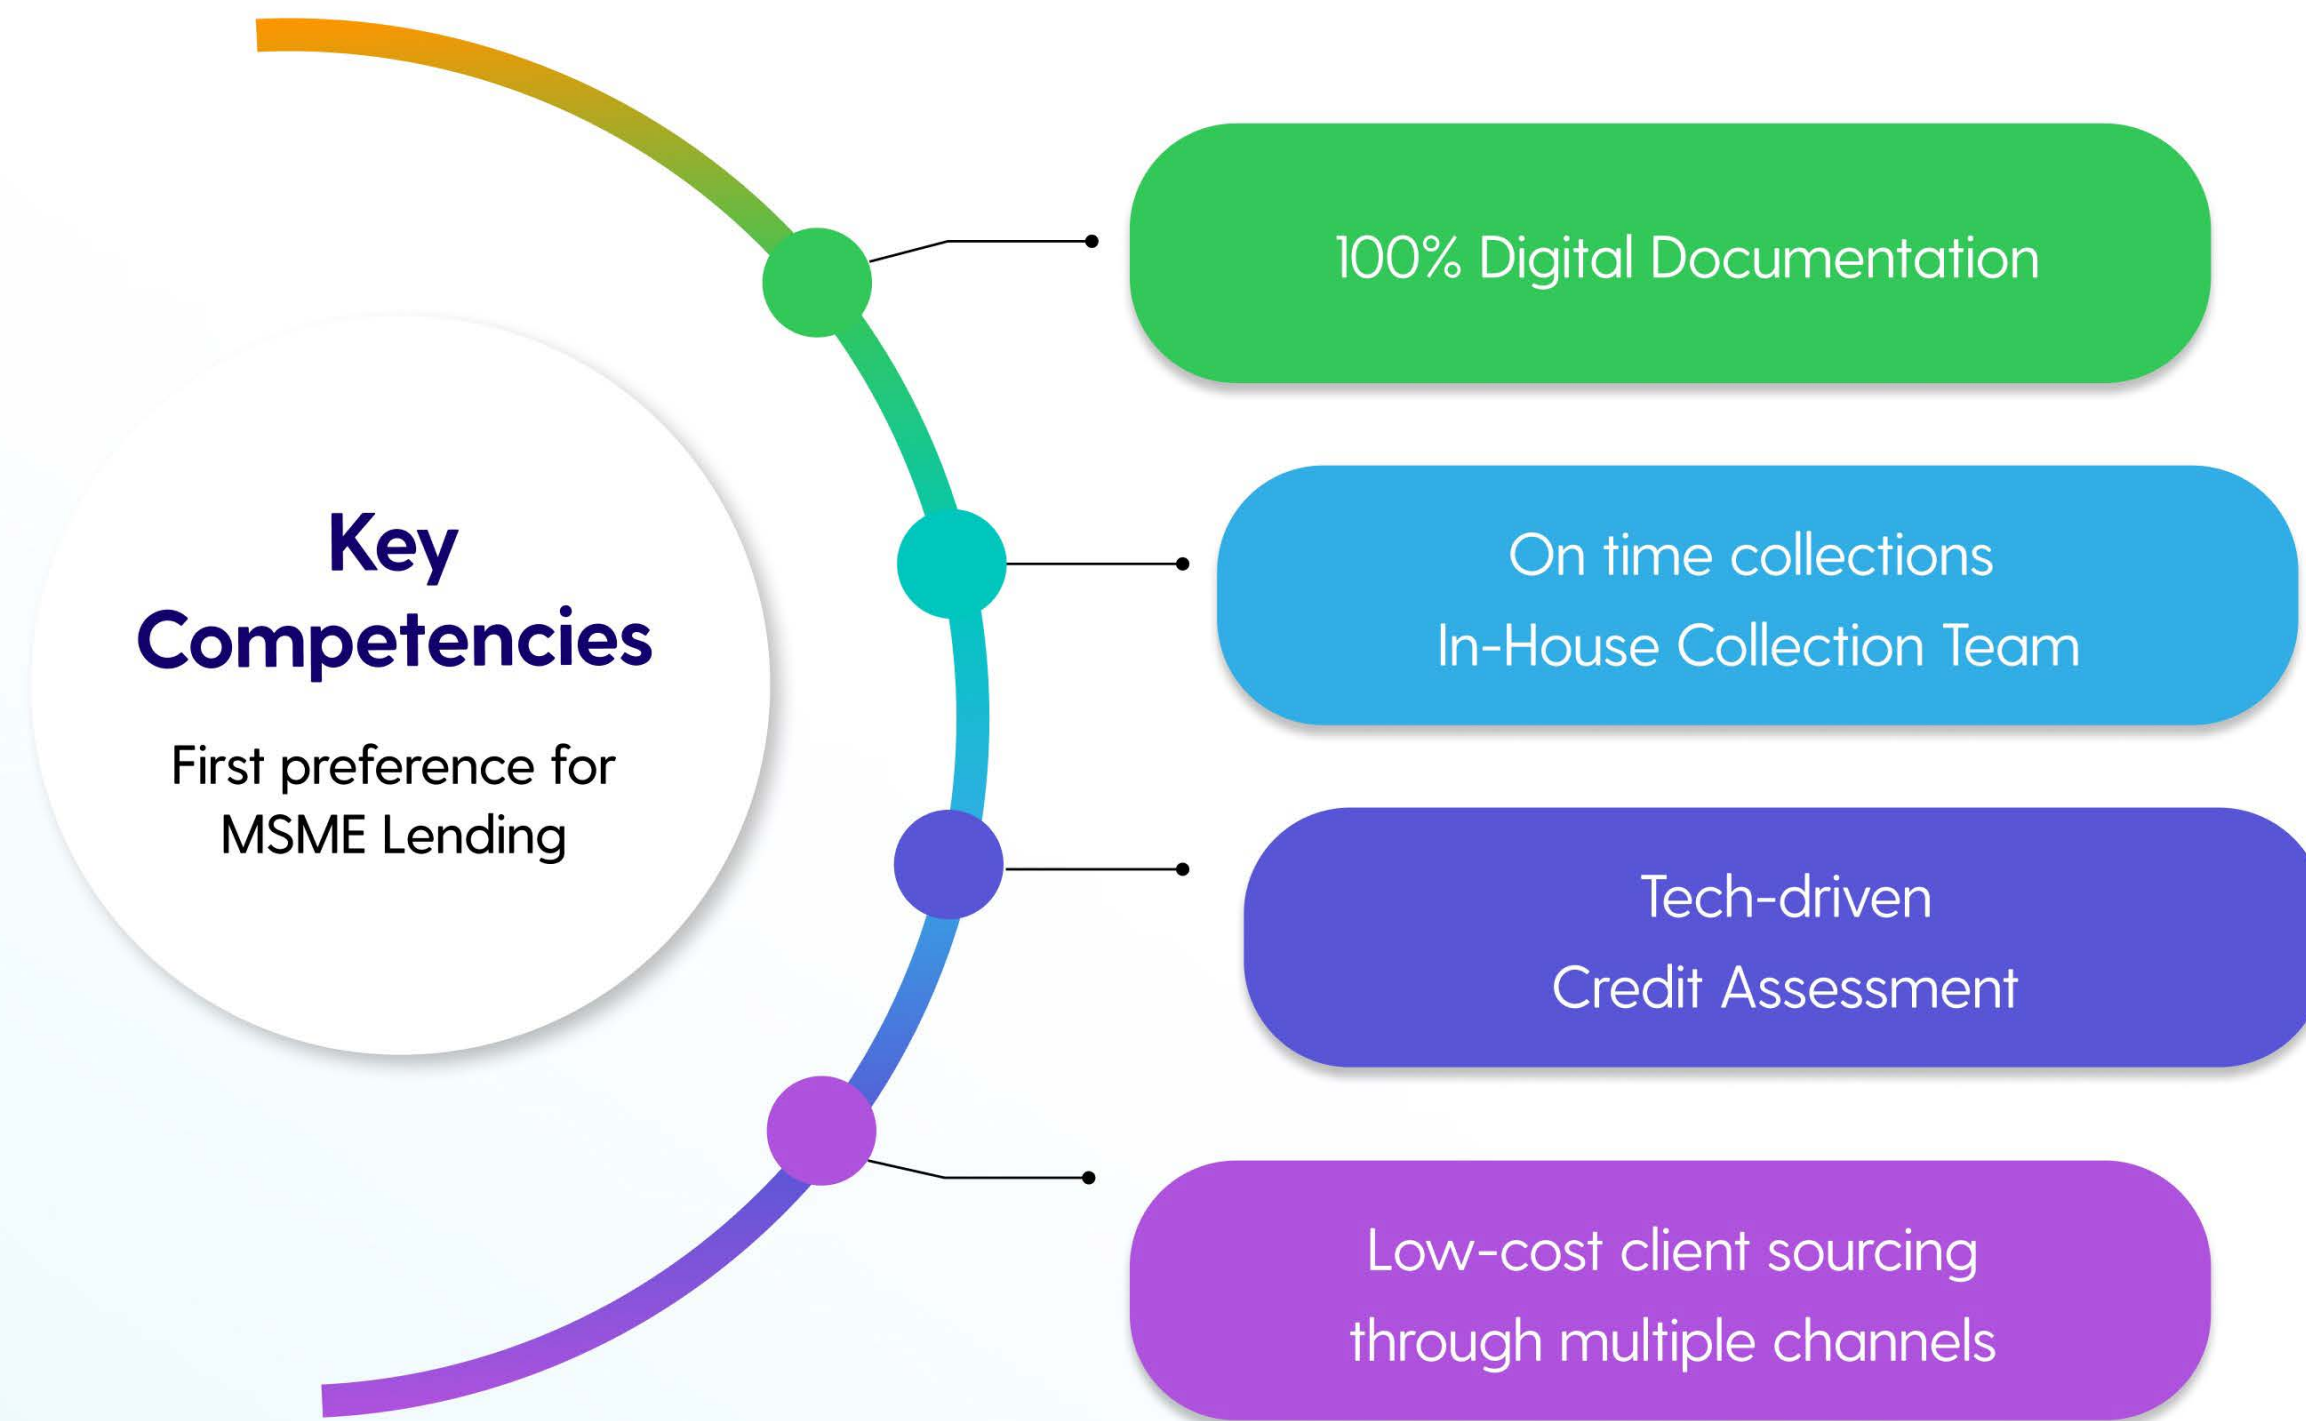 Key
Competencies
First preference for
MSME Lending
100% Digital Documentation
On time collections
In-House Collection Team
Tech-driven
Credit Assessment
Low-cost client sourcing
through multiple channels